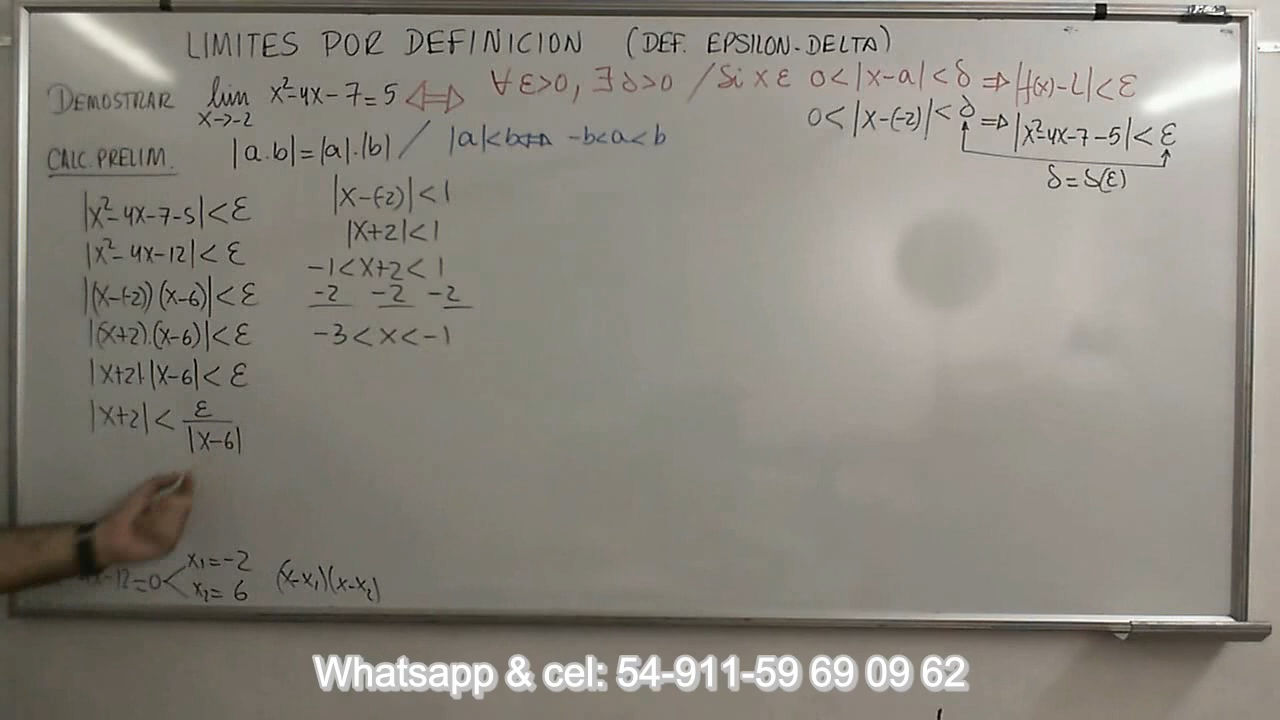 LIMITES POR DEFINICION (DEF. EPSILON-DELTA)
DEMOSTRAR lim x²-4x-7=5 ⟺ ∀ ε>0, ∃ δ>0 / Si x ε 0<|x-a|<δ ⇒ |f(x)-L|<ε
x→-2
0<|x-(-2)|<δ ⇒ |x²-4x-7-5|<ε
δ=δ(ε)
CALC. PRELIM. |a.b|=|a|.|b| / |a|<b ⟺ -b<a<b
|x²-4x-7-5|<ε
|x²-4x-12|<ε
|(x-(-2))(x-6)|<ε
|(x+2).(x-6)|<ε
|x+2|.|x-6|<ε
|x+2|< ε
|x-6|
|x-(-2)|<1
|x+2|<1
-1<x+2<1
-2 -2 -2
-3<x<-1
4x-12=0
x₁=-2
x₂=6
(x-x₁)(x-x₂)
Whatsapp & cel: 54-911-59 69 09 62